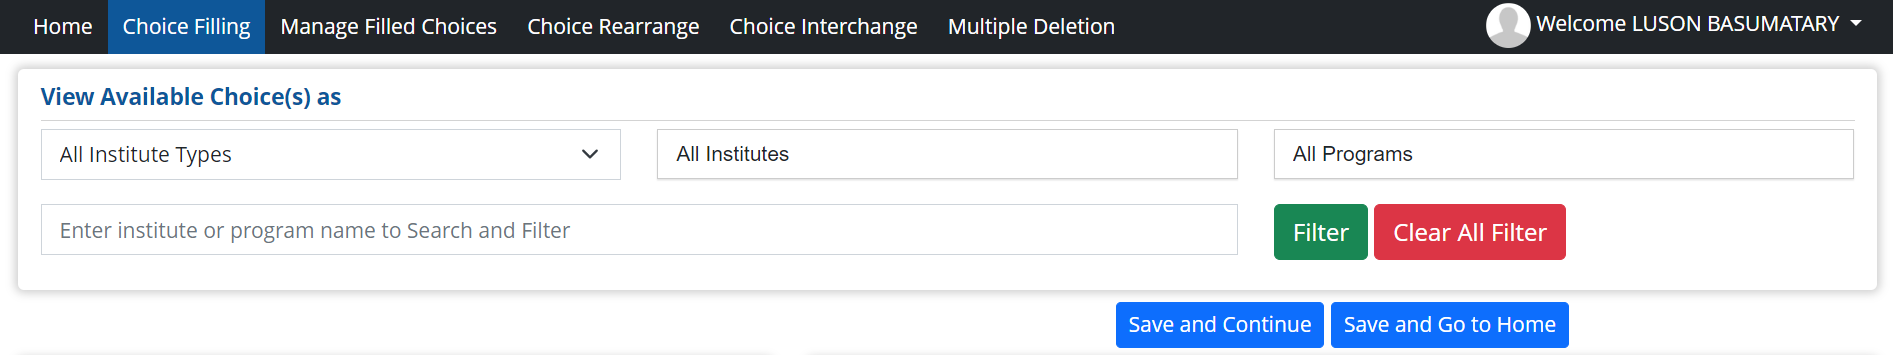 Home Choice Filling Manage Filled Choices Choice Rearrange Choice Interchange Multiple Deletion Welcome LUSON BASUMATARY
View Available Choice(s) as
All Institute Types All Institutes All Programs
Enter institute or program name to Search and Filter Filter Clear All Filter
Save and Continue Save and Go to Home